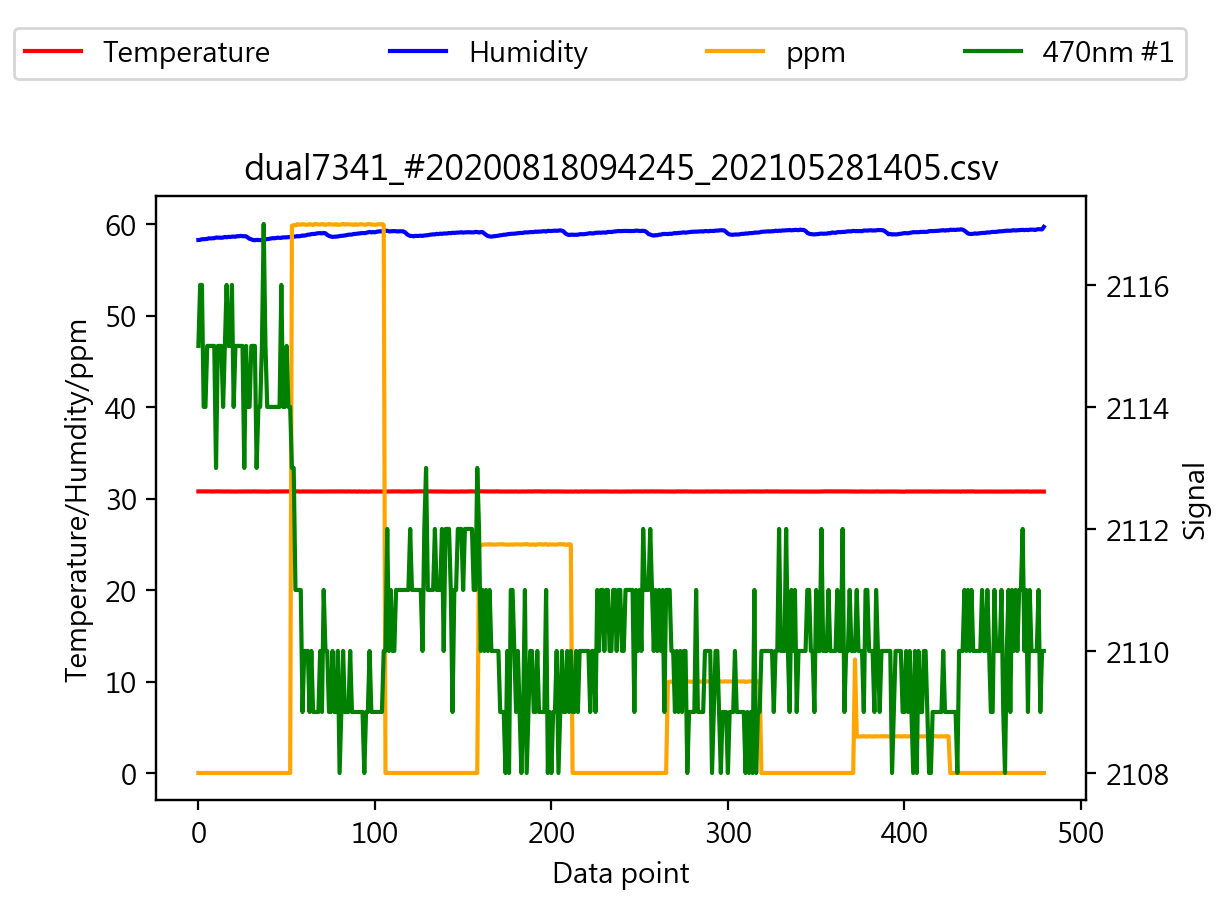 Temperature Humidity ppm 470nm #1
dual7341_#20200818094245_202105281405.csv
Temperature/Humdity/ppm
60
50
40
30
20
10
0
2116
2114
2112
2110
2108
Signal
0 100 200 300 400 500
Data point